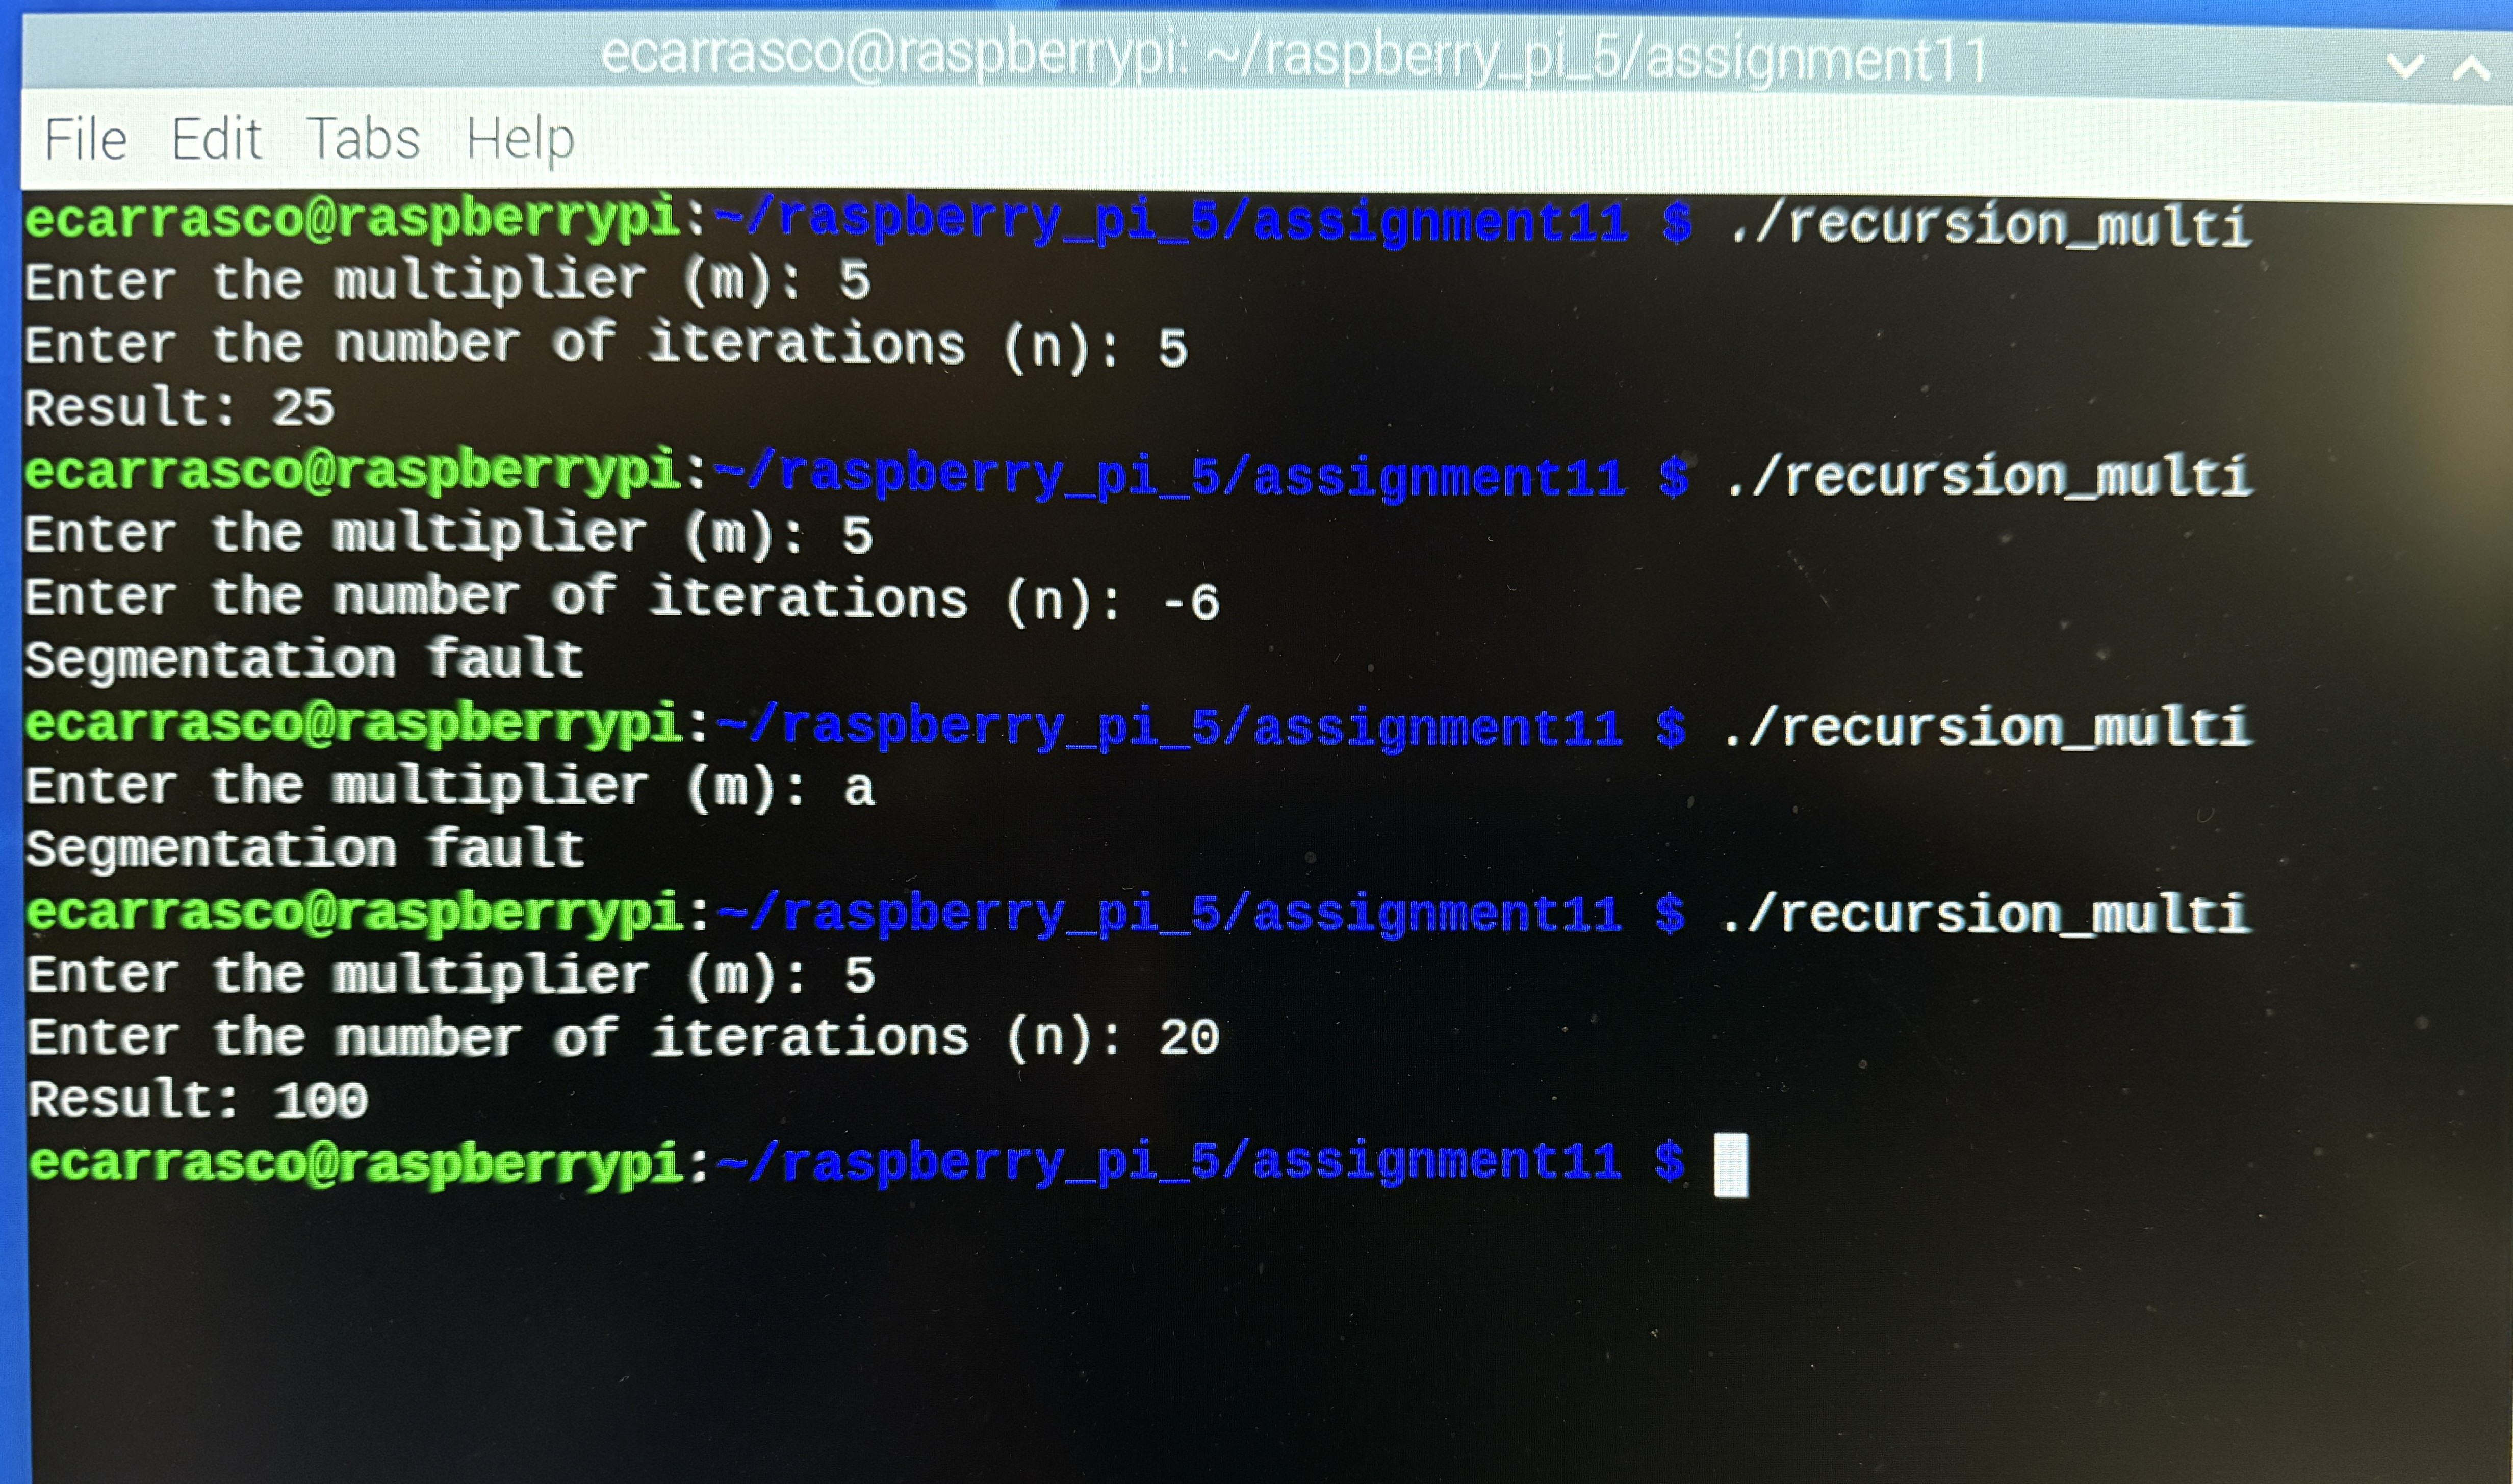 ecarrasco@raspberrypi: ~/raspberry_pi_5/assignment11
File Edit Tabs Help
ecarrasco@raspberrypi:~/raspberry_pi_5/assignment11 $ ./recursion_multi
Enter the multiplier (m): 5
Enter the number of iterations (n): 5
Result: 25
ecarrasco@raspberrypi:~/raspberry_pi_5/assignment11 $ ./recursion_multi
Enter the multiplier (m): 5
Enter the number of iterations (n): -6
Segmentation fault
ecarrasco@raspberrypi:~/raspberry_pi_5/assignment11 $ ./recursion_multi
Enter the multiplier (m): a
Segmentation fault
ecarrasco@raspberrypi:~/raspberry_pi_5/assignment11 $ ./recursion_multi
Enter the multiplier (m): 5
Enter the number of iterations (n): 20
Result: 100
ecarrasco@raspberrypi:~/raspberry_pi_5/assignment11 $